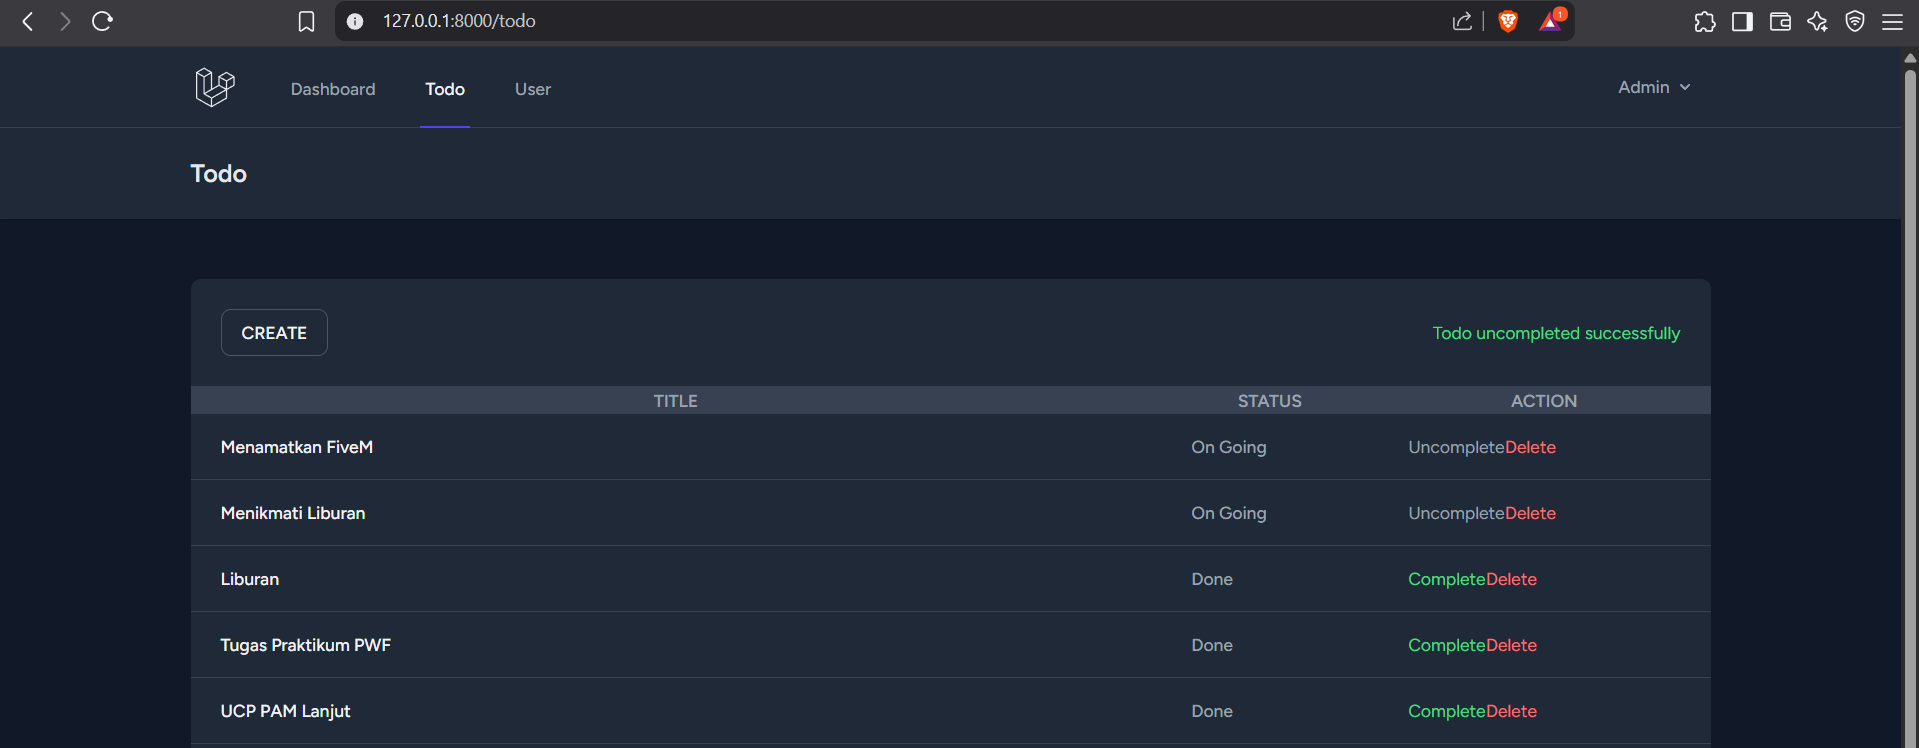 127.0.0.1:8000/todo
1
Dashboard Todo User Admin
Todo
CREATE Todo uncompleted successfully
TITLE STATUS ACTION
Menamatkan FiveM On Going UncompleteDelete
Menikmati Liburan On Going UncompleteDelete
Liburan Done CompleteDelete
Tugas Praktikum PWF Done CompleteDelete
UCP PAM Lanjut Done CompleteDelete